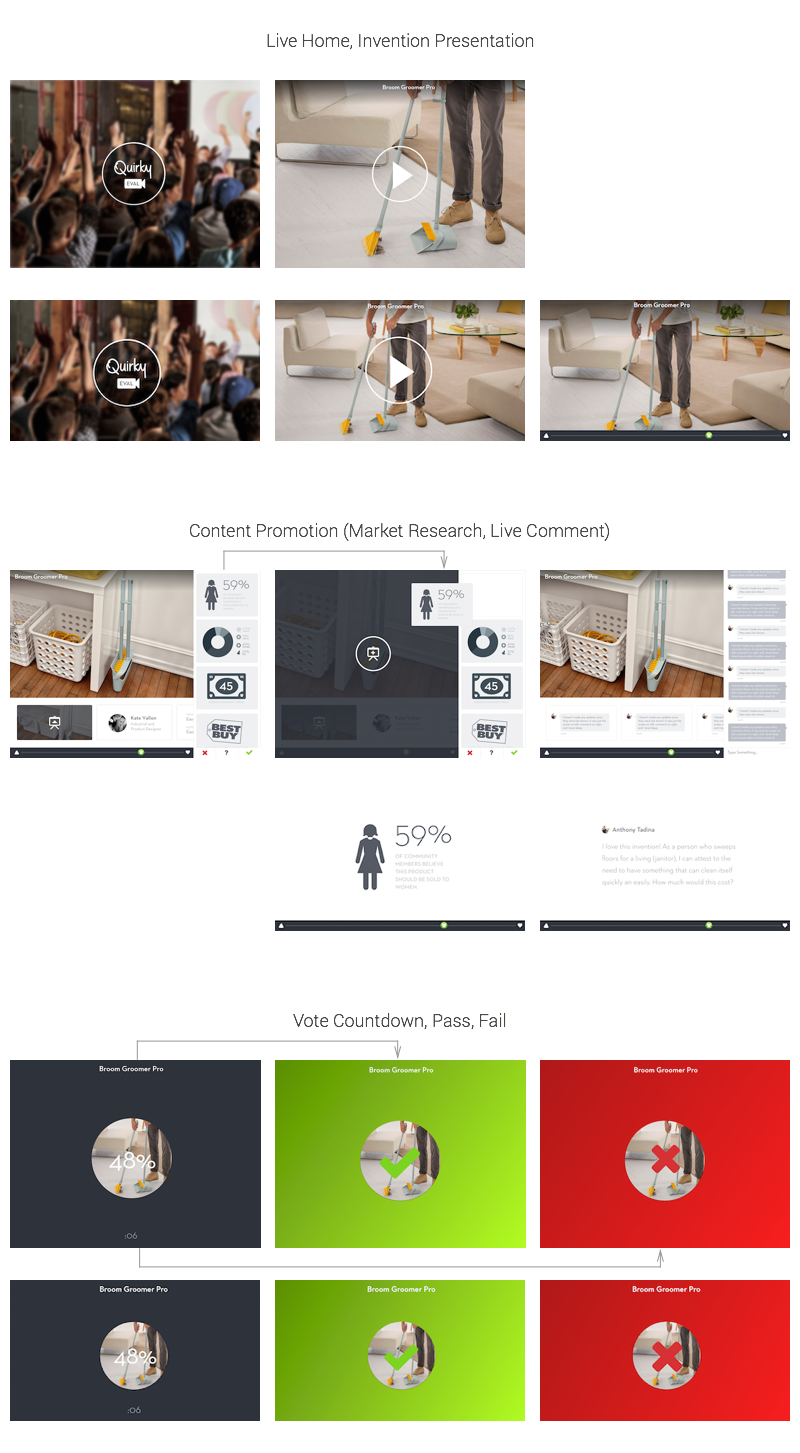 Live Home, Invention Presentation
Quirky
EVAL
Broom Groomer Pro
Quirky
EVAL
Broom Groomer Pro
Broom Groomer Pro
Content Promotion (Market Research, Live Comment)
Broom Groomer Pro
59%
45
BEST
BUY
Kate Vallon
Industrial and
Product Designer
?
59%
45
BEST
BUY
?
Broom Groomer Pro
Type Something...
59%
OF COMMUNITY
MEMBERS BELIEVE
THIS PRODUCT
SHOULD BE SOLD TO
WOMEN.
Anthony Tadina
I love this invention! As a person who sweeps
floors for a living (janitor), I can attest to the
need to have something that can clean itself
quickly an easily. How much would this cost?
Vote Countdown, Pass, Fail
Broom Groomer Pro
48%
:06
Broom Groomer Pro
Broom Groomer Pro
Broom Groomer Pro
48%
:06
Broom Groomer Pro
Broom Groomer Pro